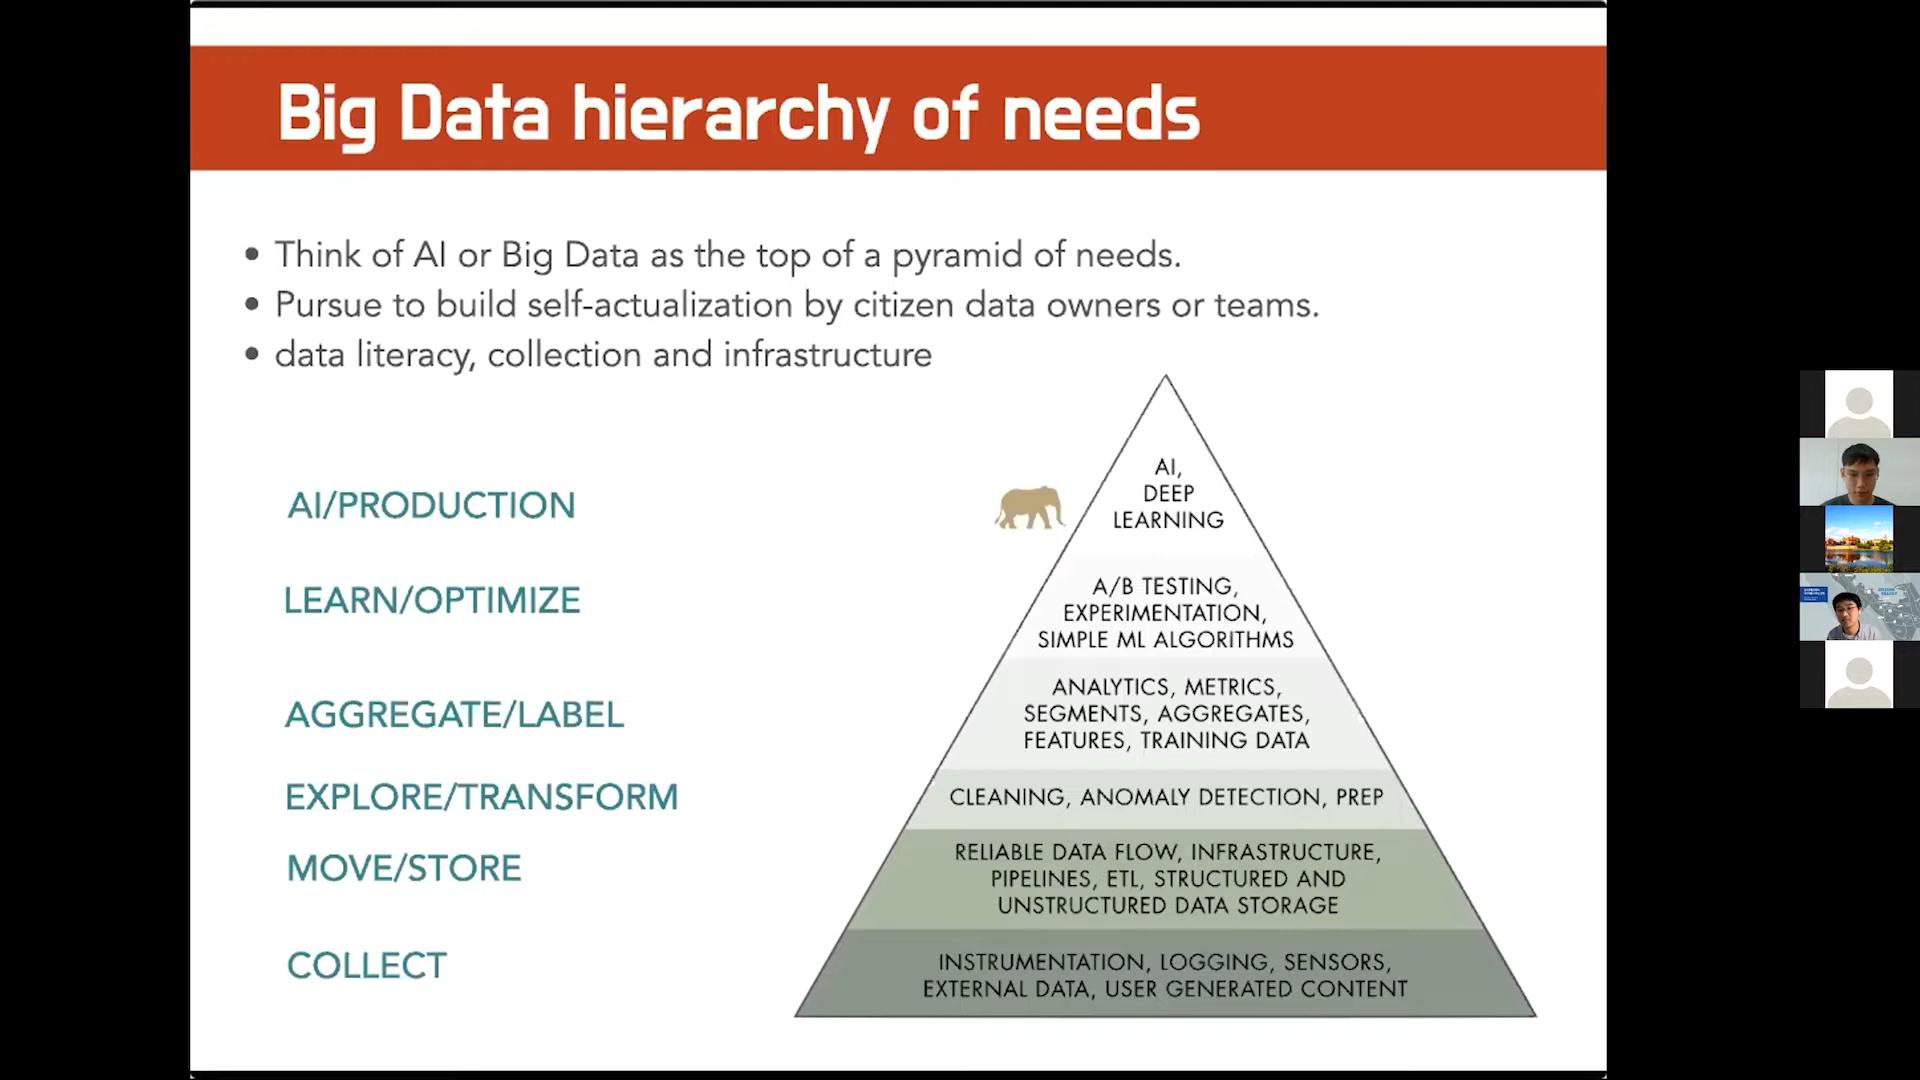 Big Data hierarchy of needs
• Think of AI or Big Data as the top of a pyramid of needs.
• Pursue to build self-actualization by citizen data owners or teams.
• data literacy, collection and infrastructure
AI/PRODUCTION
AI,
DEEP
LEARNING
LEARN/OPTIMIZE
A/B TESTING,
EXPERIMENTATION,
SIMPLE ML ALGORITHMS
AGGREGATE/LABEL
ANALYTICS, METRICS,
SEGMENTS, AGGREGATES,
FEATURES, TRAINING DATA
EXPLORE/TRANSFORM
CLEANING, ANOMALY DETECTION, PREP
MOVE/STORE
RELIABLE DATA FLOW, INFRASTRUCTURE,
PIPELINES, ETL, STRUCTURED AND
UNSTRUCTURED DATA STORAGE
COLLECT
INSTRUMENTATION, LOGGING, SENSORS,
EXTERNAL DATA, USER GENERATED CONTENT